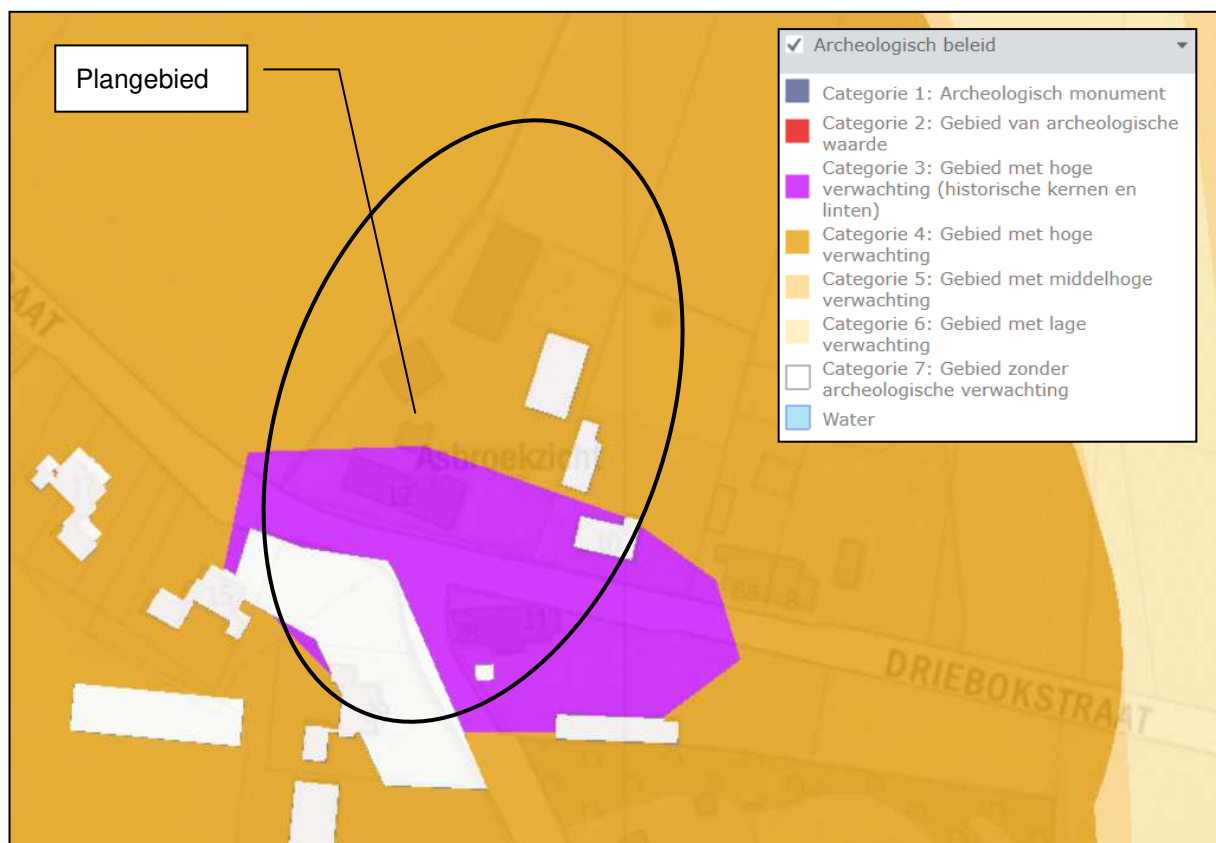 Plangebied
Archeologisch beleid
Categorie 1: Archeologisch monument
Categorie 2: Gebied van archeologische
waarde
Categorie 3: Gebied met hoge
verwachting (historische kernen en
linten)
Categorie 4: Gebied met hoge
verwachting
Categorie 5: Gebied met middelhoge
verwachting
Categorie 6: Gebied met lage
verwachting
Categorie 7: Gebied zonder
archeologische verwachting
Water
RAAT
Asbroekzicht
17
12
10
15
8a
8
28
11
DRIEBOKSTRAAT